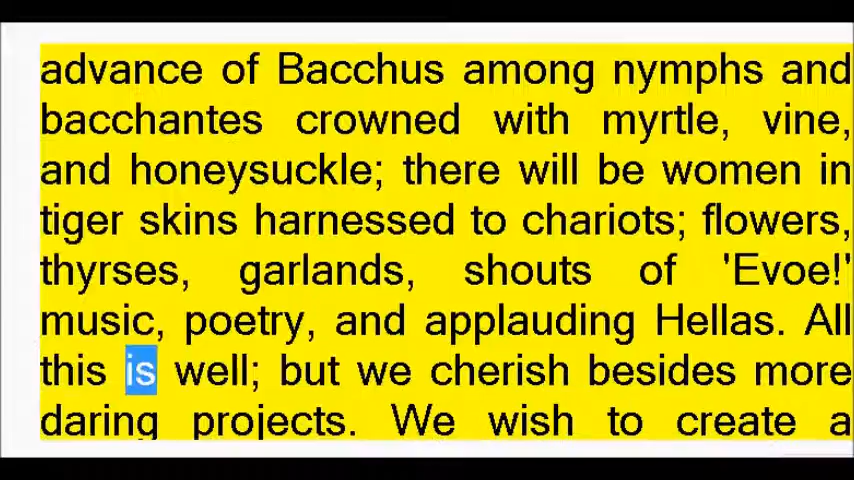 advance of Bacchus among nymphs and
bacchantes crowned with myrtle, vine,
and honeysuckle; there will be women in
tiger skins harnessed to chariots; flowers,
thyrses, garlands, shouts of 'Evoe!'
music, poetry, and applauding Hellas. All
this is well; but we cherish besides more
daring projects. We wish to create a